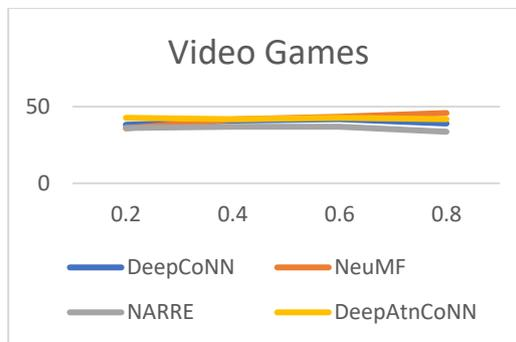 Video Games
50
0
0.2 0.4 0.6 0.8
DeepCoNN NeuMF
NARRE DeepAtnCoNN